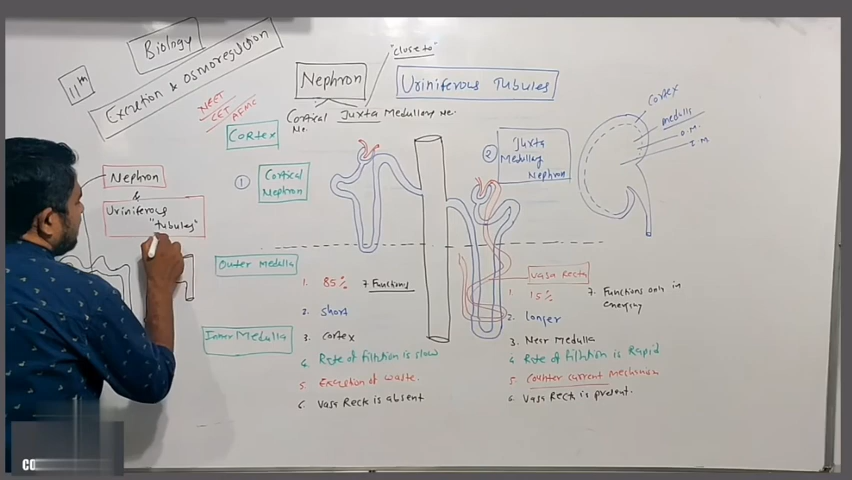 Biology
11th
Excretion & osmoregulation
NEET
CET
AFMC
"close to"
Nephron
Uriniferous Tubules
Cortical
Ne.
Juxta Medullary Ne.
Cortex
Nephron
&
Uriniferous
"tubules"
1
Cortical
Nephron
2
Juxta
Medullary
Nephron
Cortex
medulla
O.M.
I.M
Outer Medulla
Inner Medulla
1. 85%
7 Functions
2. short
3. Cortex
4. Rate of filtration is slow
5. Excretion of waste.
6. Vasa Recta is absent
Vasa Recta
1. 15%
7. Functions only in
emergency
2. Longer
3. Near Medulla
4. Rate of filtration is Rapid
5. Counter current mechanism
6. Vasa Recta is present.
CO